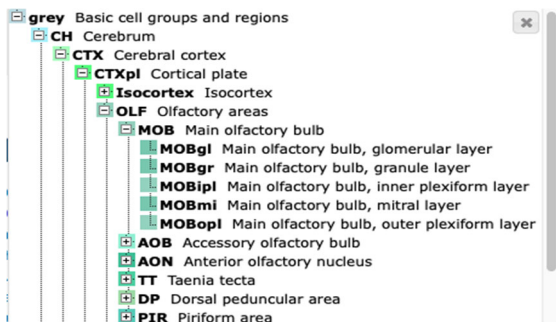 grey Basic cell groups and regions
CH Cerebrum
CTX Cerebral cortex
CTXpl Cortical plate
Isocortex Isocortex
OLF Olfactory areas
MOB Main olfactory bulb
MOBgl Main olfactory bulb, glomerular layer
MOBgr Main olfactory bulb, granule layer
MOBipl Main olfactory bulb, inner plexiform layer
MOBmi Main olfactory bulb, mitral layer
MOBopl Main olfactory bulb, outer plexiform layer
AOB Accessory olfactory bulb
AON Anterior olfactory nucleus
TT Taenia tecta
DP Dorsal peduncular area
PIR Piriform area